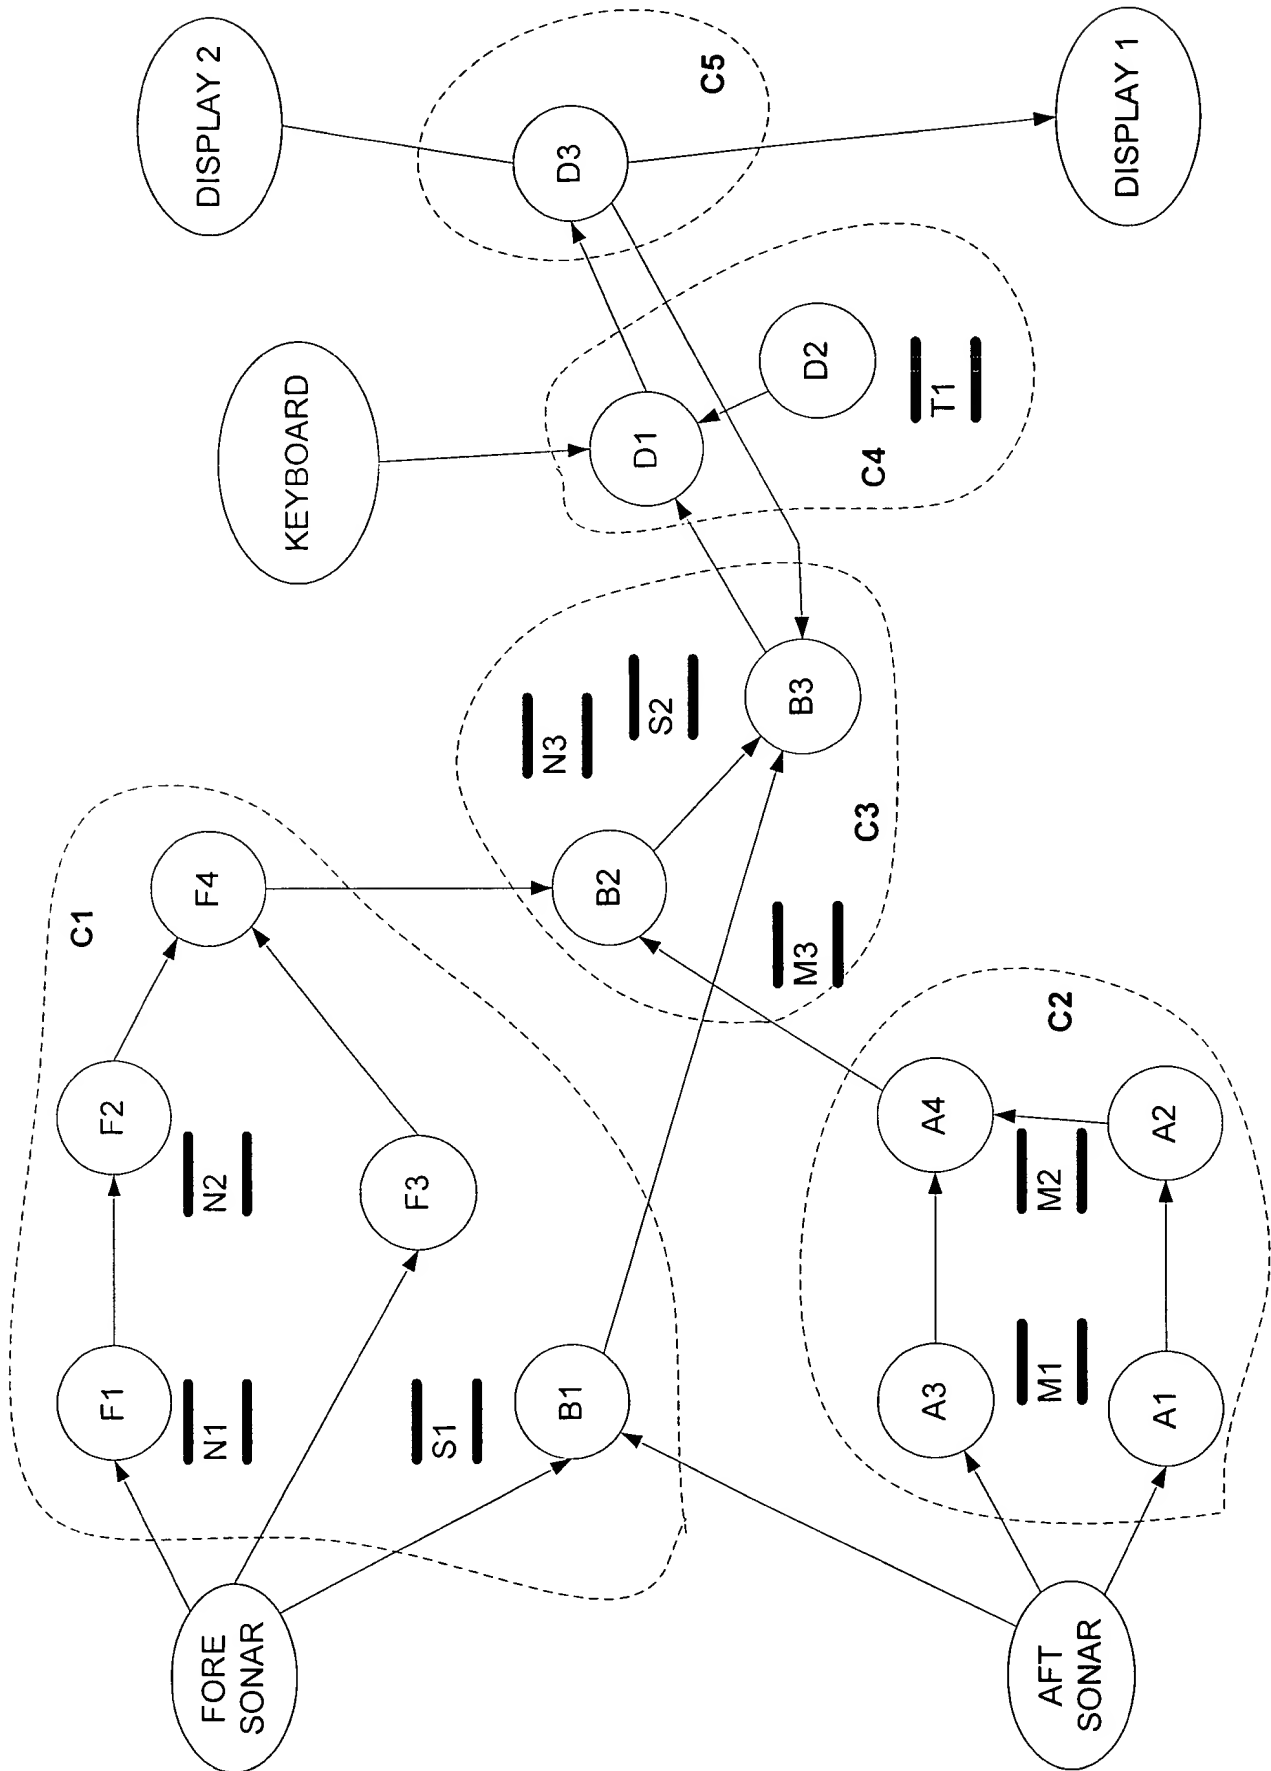 FORE
SONAR
F1
N1
F2
N2
C1
F4
F3
S1
B1
KEYBOARD
DISPLAY 2
B2
N3
S2
B3
M3
C3
D1
D2
T1
C4
D3
C5
DISPLAY 1
AFT
SONAR
A3
A4
M1
M2
A1
A2
C2